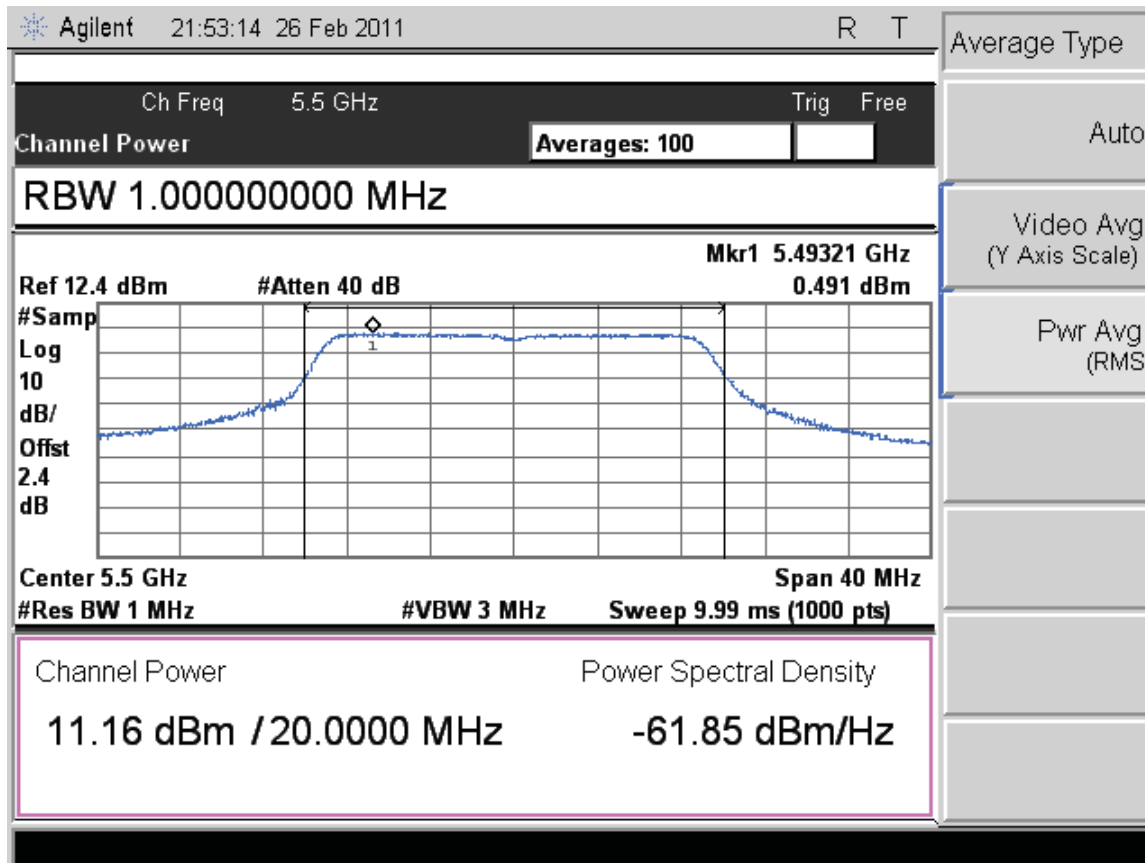 Agilent 21:53:14 26 Feb 2011 R T
Average Type
Ch Freq 5.5 GHz Trig Free
Channel Power Averages: 100
Auto
RBW 1.000000000 MHz
Video Avg
(Y Axis Scale)
Mkr1 5.49321 GHz
Ref 12.4 dBm #Atten 40 dB 0.491 dBm
#Samp
Log
10
dB/
Offst
2.4
dB
1
Pwr Avg
(RMS
Center 5.5 GHz Span 40 MHz
#Res BW 1 MHz #VBW 3 MHz Sweep 9.99 ms (1000 pts)
Channel Power Power Spectral Density
11.16 dBm / 20.0000 MHz -61.85 dBm/Hz